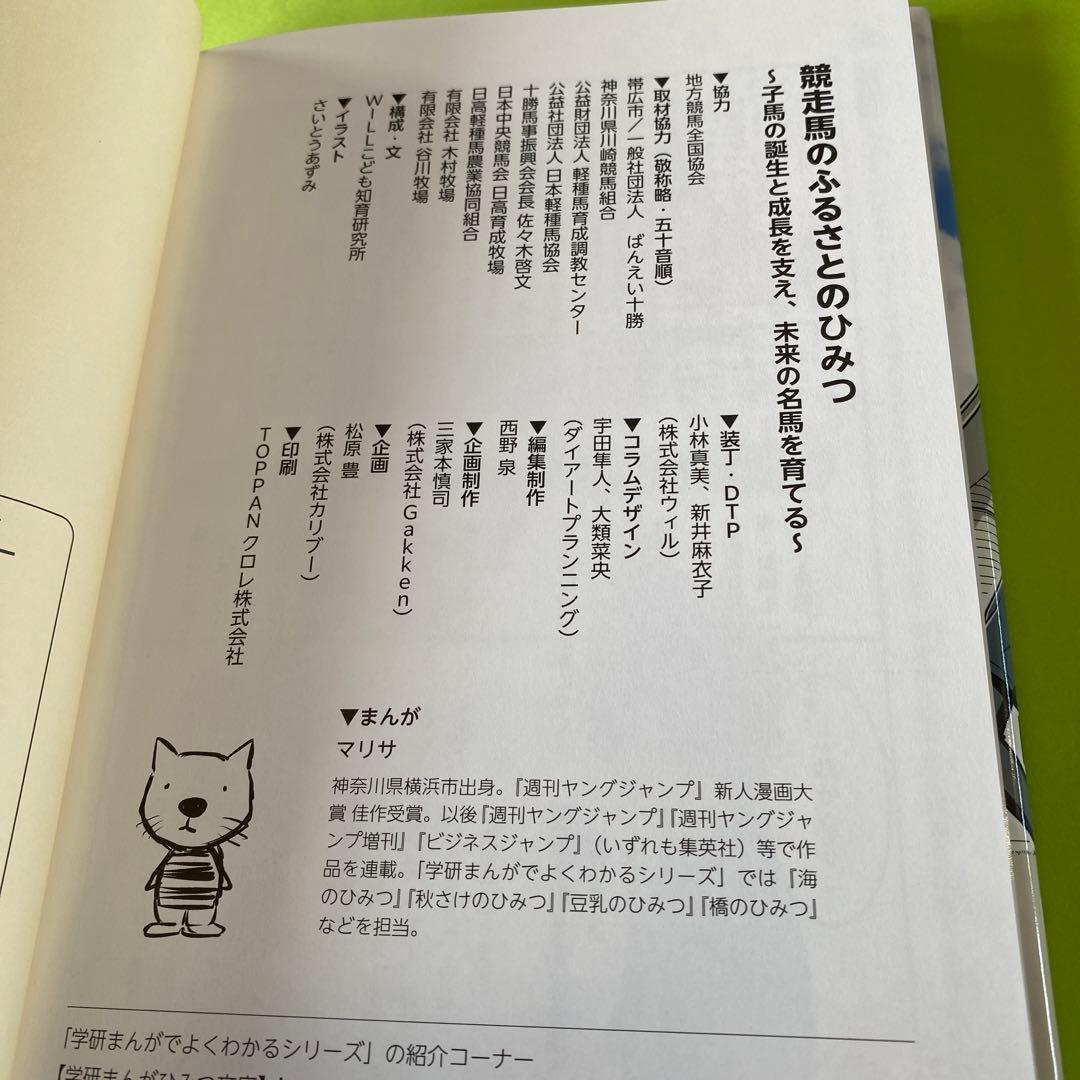 競走馬のふるさとのひみつ
～子馬の誕生と成長を支え、未来の名馬を育てる～
▼協力
地方競馬全国協会
▼取材協力（敬称略・五十音順）
帯広市／一般社団法人 ばんえい十勝
神奈川県川崎競馬組合
公益財団法人 軽種馬育成調教センター
公益社団法人 日本軽種馬協会
十勝馬事振興会会長 佐々木啓文
日本中央競馬会 日高育成牧場
日高軽種馬農業協同組合
有限会社 木村牧場
有限会社 谷川牧場
▼構成・文
WILLこども知育研究所
▼イラスト
さいとうあずみ
▼装丁・DTP
小林真美、新井麻衣子
（株式会社ウィル）
▼コラムデザイン
宇田隼人、大類菜央
（ダイアートプランニング）
▼編集制作
西野 泉
▼企画制作
三家本慎司
（株式会社Gakken）
▼企画
松原 豊
（株式会社カリブー）
▼印刷
TOPPANクロレ株式会社
▼まんが
マリサ
神奈川県横浜市出身。『週刊ヤングジャンプ』新人漫画大
賞 佳作受賞。以後『週刊ヤングジャンプ』『週刊ヤングジャ
ンプ増刊』『ビジネスジャンプ』（いずれも集英社）等で作
品を連載。「学研まんがでよくわかるシリーズ」では『海
のひみつ』『秋さけのひみつ』『豆乳のひみつ』『橋のひみつ』
などを担当。
「学研まんがでよくわかるシリーズ」の紹介コーナー
【学研まんがひみつ文庫】